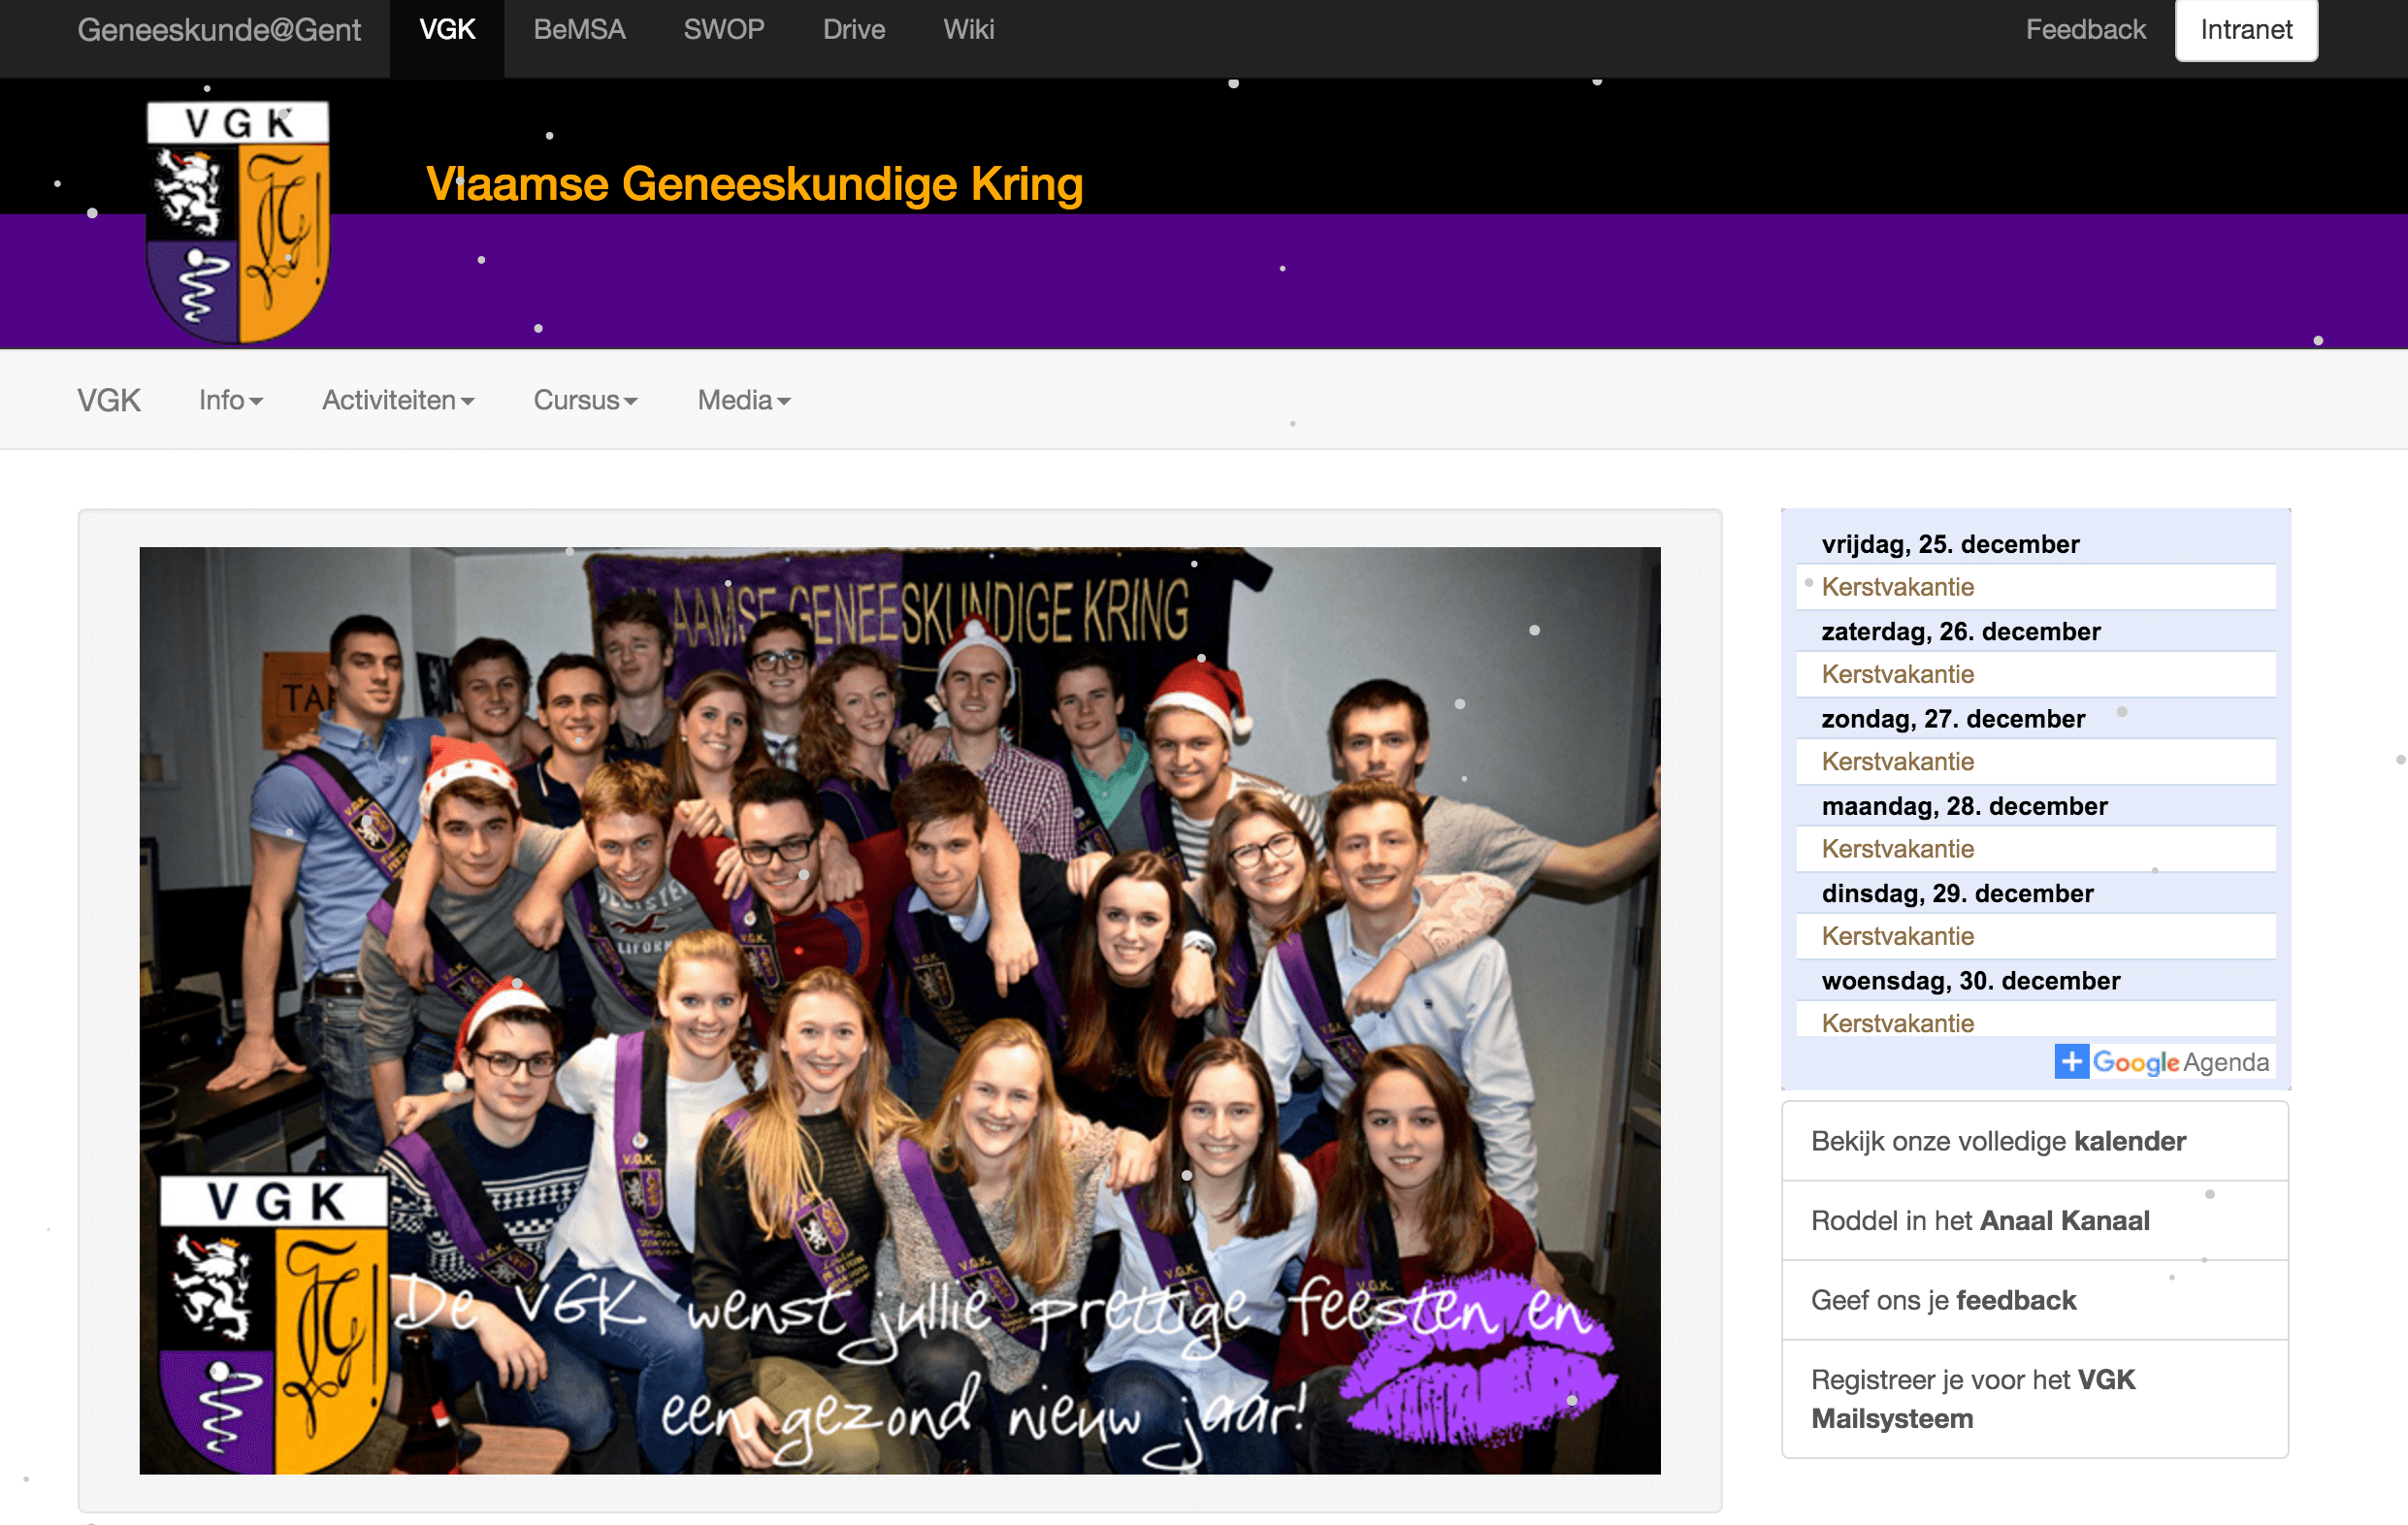 Geneeskunde@Gent VGK BeMSA SWOP Drive Wiki Feedback Intranet
VGK
Vlaamse Geneeskundige Kring
VGK Info Activiteiten Cursus Media
AAMSE GENEESKUNDIGE KRING
TAP
V.G.K.
V.G.K.
V.G.K.
V.G.K.
V.G.K.
V.G.K.
VGK
De VGK wenst jullie prettige feesten en
een gezond nieuw jaar!
vrijdag, 25. december
Kerstvakantie
zaterdag, 26. december
Kerstvakantie
zondag, 27. december
Kerstvakantie
maandag, 28. december
Kerstvakantie
dinsdag, 29. december
Kerstvakantie
woensdag, 30. december
Kerstvakantie
+ Google Agenda
Bekijk onze volledige kalender
Roddel in het Anaal Kanaal
Geef ons je feedback
Registreer je voor het VGK
Mailsysteem